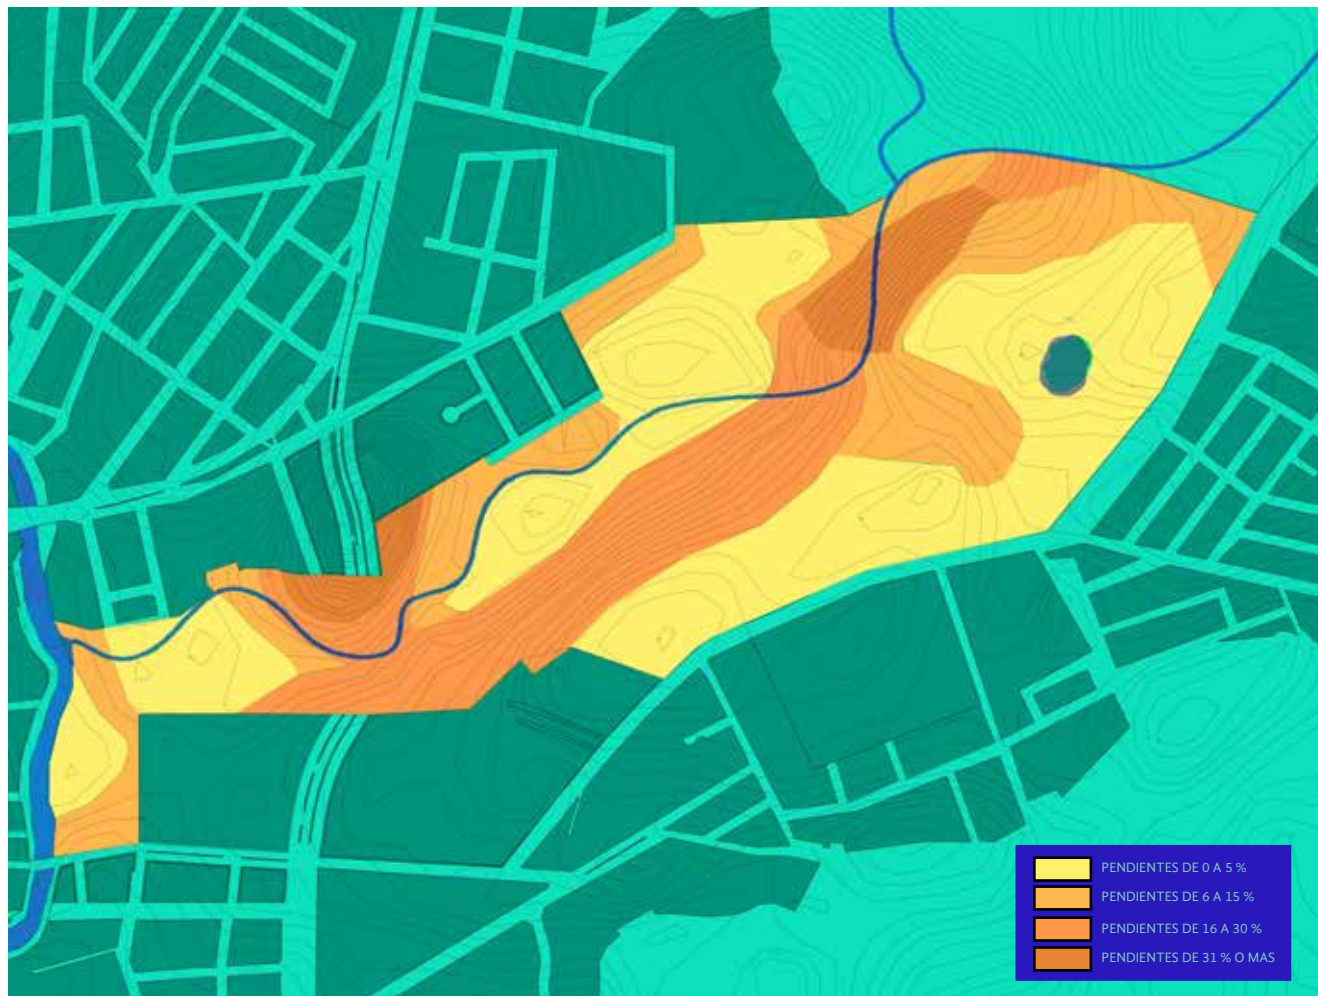 PENDIENTES DE 0 A 5 %
PENDIENTES DE 6 A 15 %
PENDIENTES DE 16 A 30 %
PENDIENTES DE 31 % O MAS